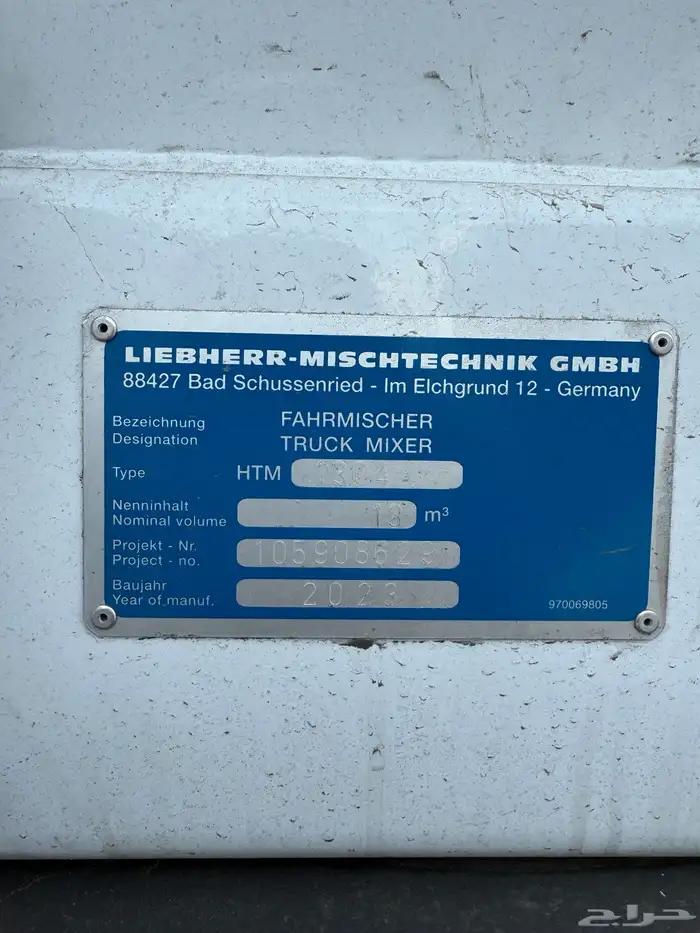 LIEBHERR-MISCHTECHNIK GMBH
88427 Bad Schussenried - Im Elchgrund 12 - Germany
Bezeichnung FAHRMISCHER
Designation TRUCK MIXER
Type HTM
Nenninhalt
Nominal volume 13 m³
Projekt - Nr.
Project - no.
Baujahr
Year of manuf. 2023
970069805
حراج